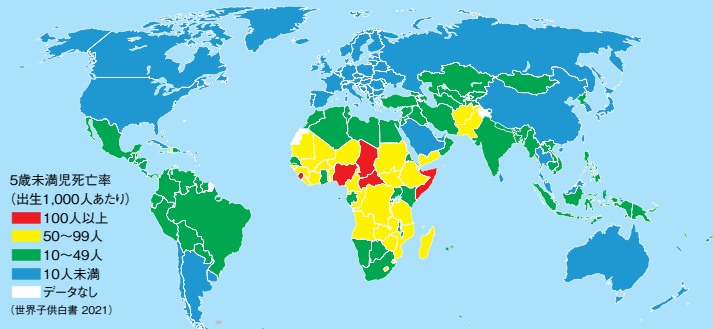 5歳未満児死亡率
（出生1,000人あたり）
100人以上
50〜99人
10〜49人
10人未満
データなし
（世界子供白書 2021）